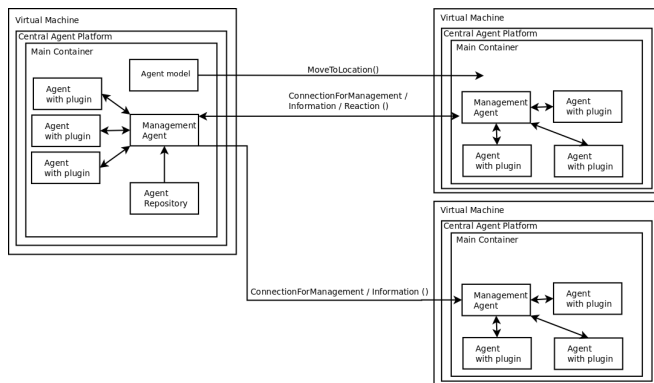 Virtual Machine
Central Agent Platform
Main Container
Agent model
Agent
with plugin
Agent
with plugin
Agent
with plugin
Management
Agent
Agent
Repository
MoveToLocation()
ConnectionForManagement /
Information / Reaction ()
ConnectionForManagement / Information ()
Virtual Machine
Central Agent Platform
Main Container
Management
Agent
Agent
with plugin
Agent
with plugin
Agent
with plugin
Virtual Machine
Central Agent Platform
Main Container
Management
Agent
Agent
with plugin
Agent
with plugin
Agent
with plugin